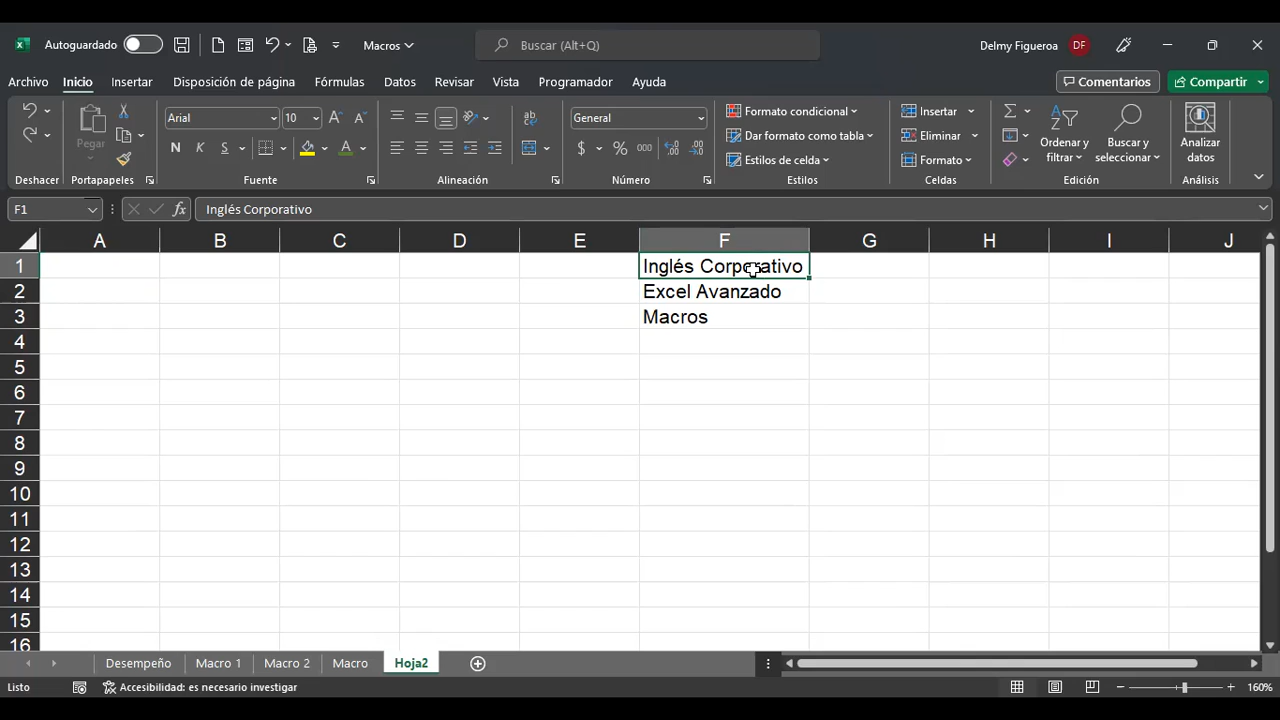 Autoguardado
Macros
Buscar (Alt+Q)
Delmy Figueroa
DF
Archivo Inicio Insertar Disposición de página Fórmulas Datos Revisar Vista Programador Ayuda
Comentarios
Compartir
Pegar
Arial
10
N K S
A
General
$ % 000
Formato condicional
Dar formato como tabla
Estilos de celda
Insertar
Eliminar
Formato
Ordenar y
filtrar
Buscar y
seleccionar
Analizar
datos
Deshacer Portapapeles Fuente Alineación Número Estilos Celdas Edición Análisis
F1
fx
Inglés Corporativo
A B C D E F G H I J
1 Inglés Corporativo
2 Excel Avanzado
3 Macros
4
5
6
7
8
9
10
11
12
13
14
15
16
Desempeño Macro 1 Macro 2 Macro Hoja2
Listo
Accesibilidad: es necesario investigar
160%